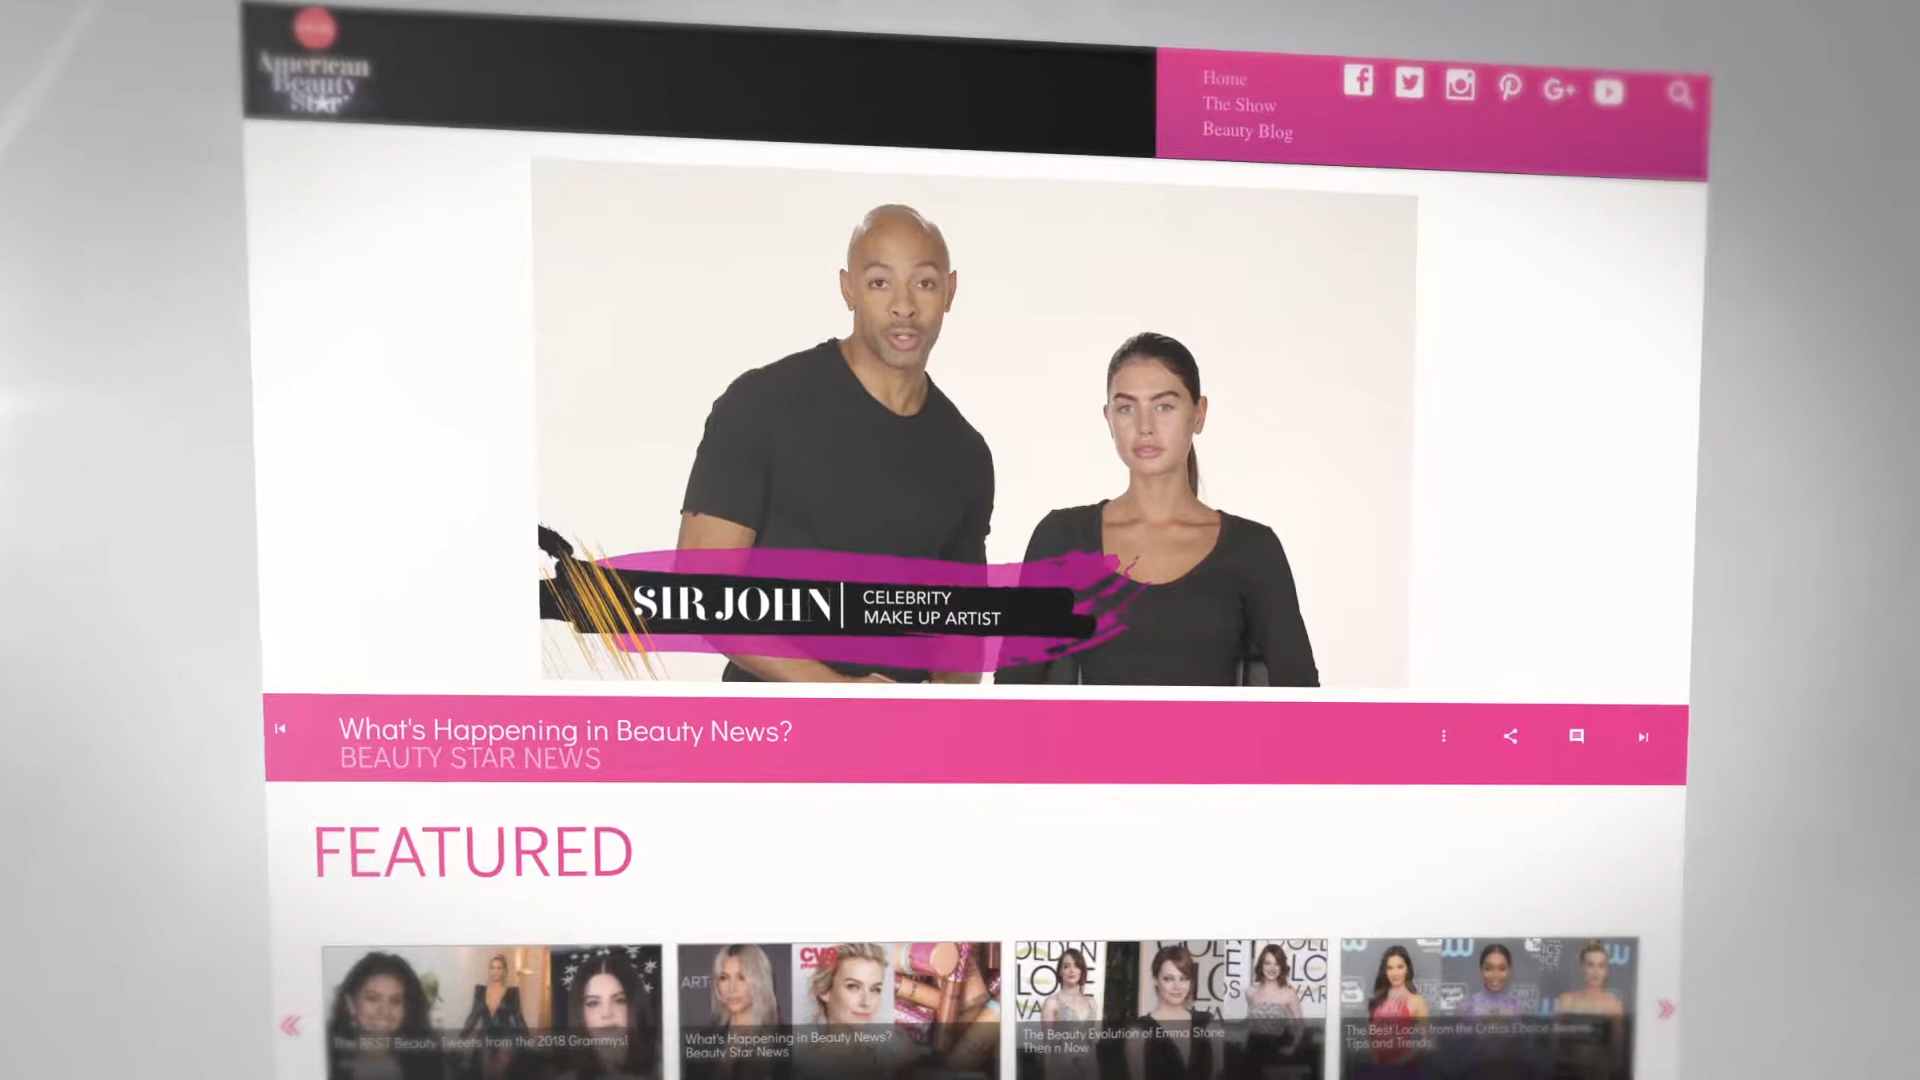 American
Beauty
Star
Home
The Show
Beauty Blog
G+
SIR JOHN
CELEBRITY
MAKE UP ARTIST
What's Happening in Beauty News?
BEAUTY STAR NEWS
FEATURED
The BEST Beauty Tweets from the 2018 Grammys!
ART
CVS
What's Happening in Beauty News?
Beauty Star News
The Beauty Evolution of Emma Stone
Then n Now
The Best Looks from the Critics Choice Awards
Tips and Trends